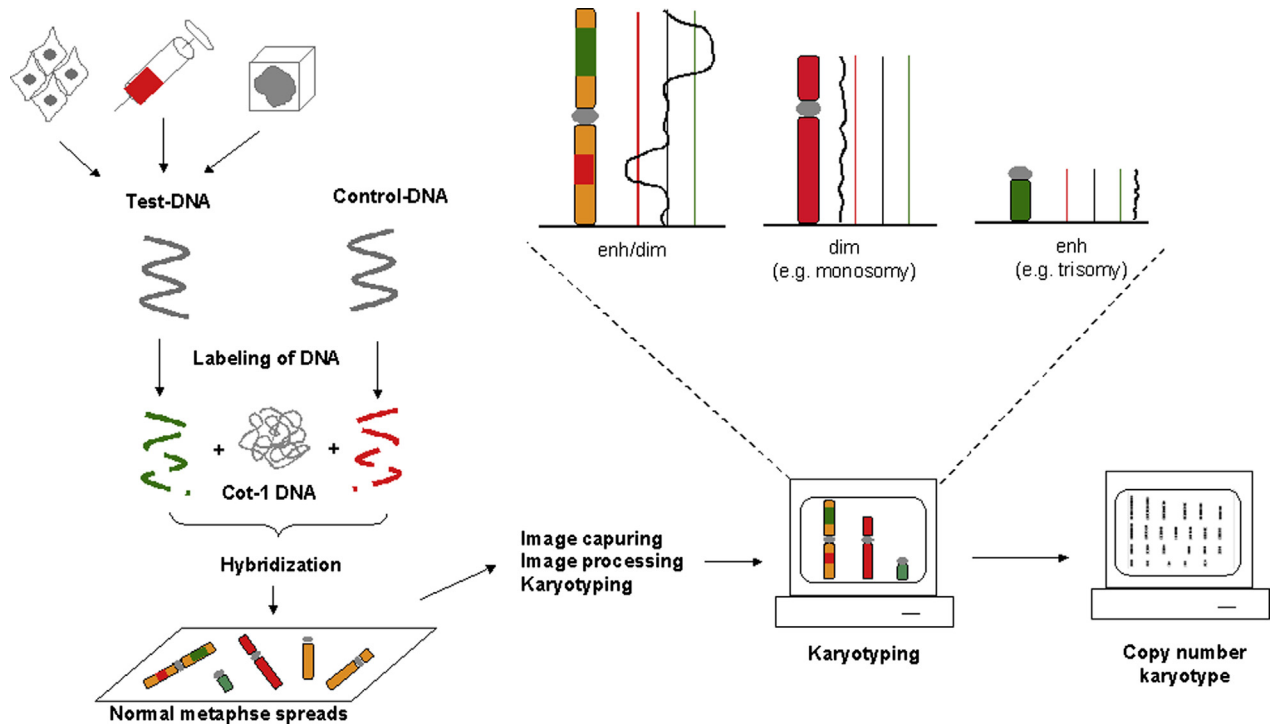 Test-DNA
Control-DNA
Labeling of DNA
+
+
Cot-1 DNA
Hybridization
Normal metaphse spreads
Image capuring
Image processing
Karyotyping
enh/dim
dim
(e.g. monosomy)
enh
(e.g. trisomy)
Karyotyping
Copy number
karyotype